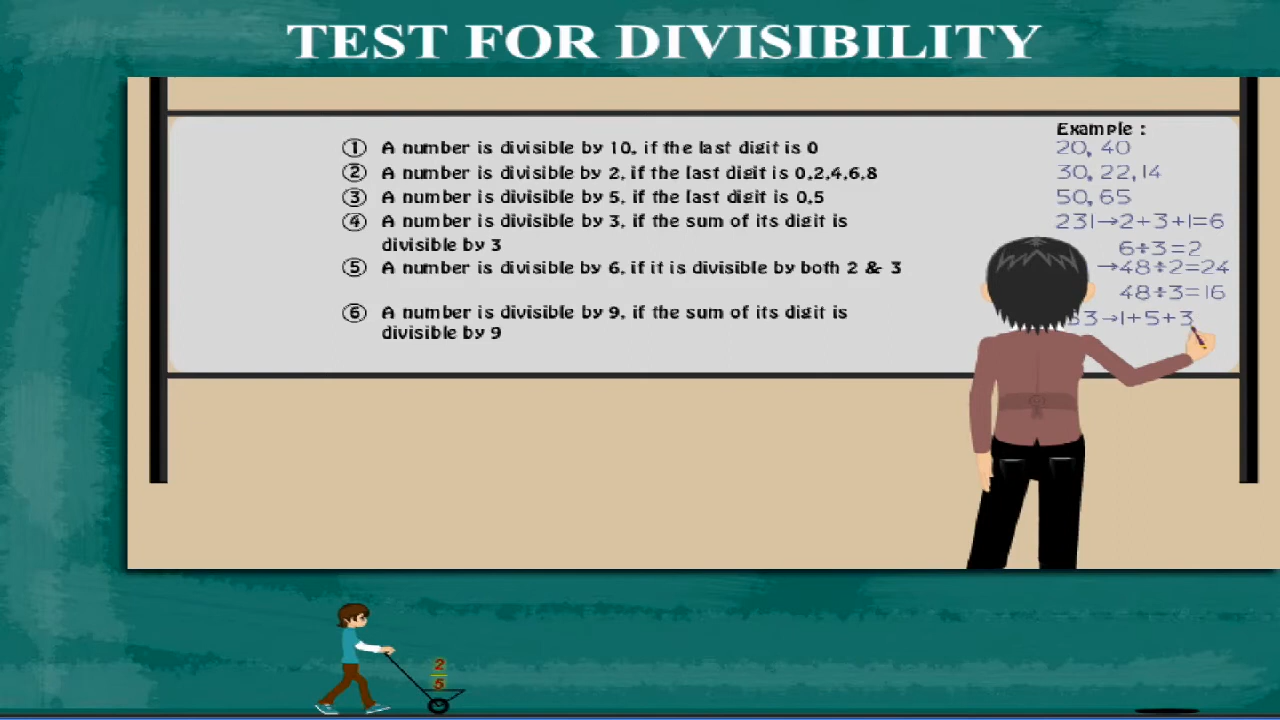 TEST FOR DIVISIBILITY
Example :
1 A number is divisible by 10, if the last digit is 0
20, 40
2 A number is divisible by 2, if the last digit is 0,2,4,6,8
30, 22, 14
3 A number is divisible by 5, if the last digit is 0,5
50, 65
4 A number is divisible by 3, if the sum of its digit is
231→2+3+1=6
divisible by 3
6÷3=2
5 A number is divisible by 6, if it is divisible by both 2 & 3
→48÷2=24
48÷3=16
6 A number is divisible by 9, if the sum of its digit is
53→1+5+3
divisible by 9
2
5